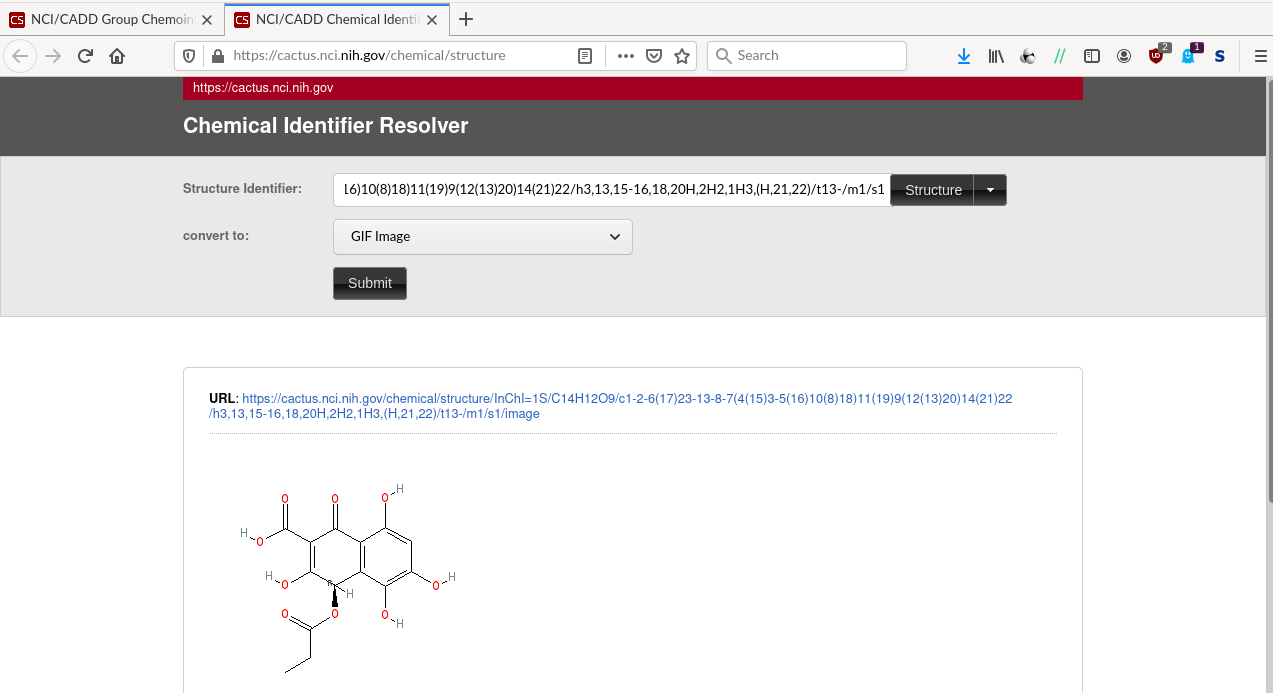 NCI/CADD Group Chemoin
NCI/CADD Chemical Identifi
https://cactus.nci.nih.gov/chemical/structure
Search
2
1
S
https://cactus.nci.nih.gov
Chemical Identifier Resolver
Structure Identifier:
16)10(8)18)11(19)9(12(13)20)14(21)22/h3,13,15-16,18,20H,2H2,1H3,(H,21,22)/t13-/m1/s1
Structure
convert to:
GIF Image
Submit
URL: https://cactus.nci.nih.gov/chemical/structure/InChI=1S/C14H12O9/c1-2-6(17)23-13-8-7(4(15)3-5(16)10(8)18)11(19)9(12(13)20)14(21)22
/h3,13,15-16,18,20H,2H2,1H3,(H,21,22)/t13-/m1/s1/image
O
O
O
H
H
O
H
O
R
H
O
H
O
O
O
H